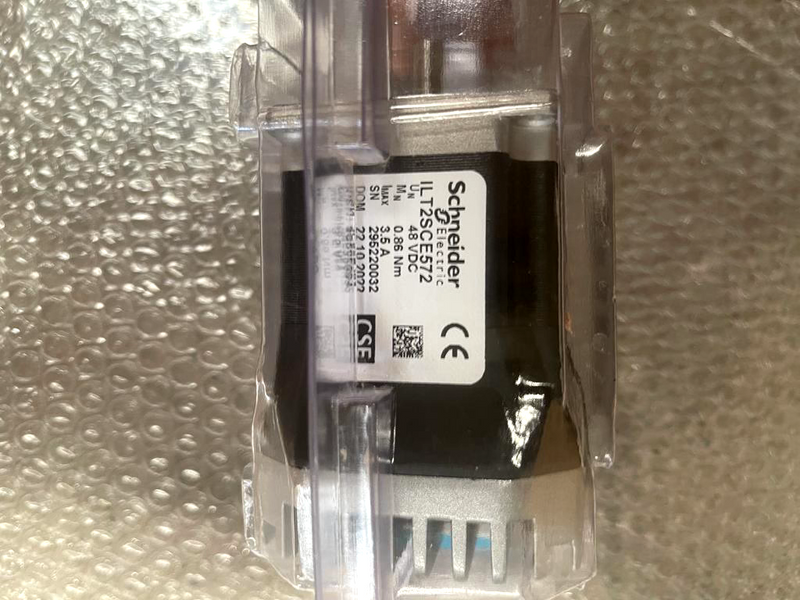 Schneider
Electric
ILT2SCE572
UN 48 VDC
MN 0.86 Nm
IMAX 3.5 A
SN 295220032
DOM 22.10.2022
CE
CSE